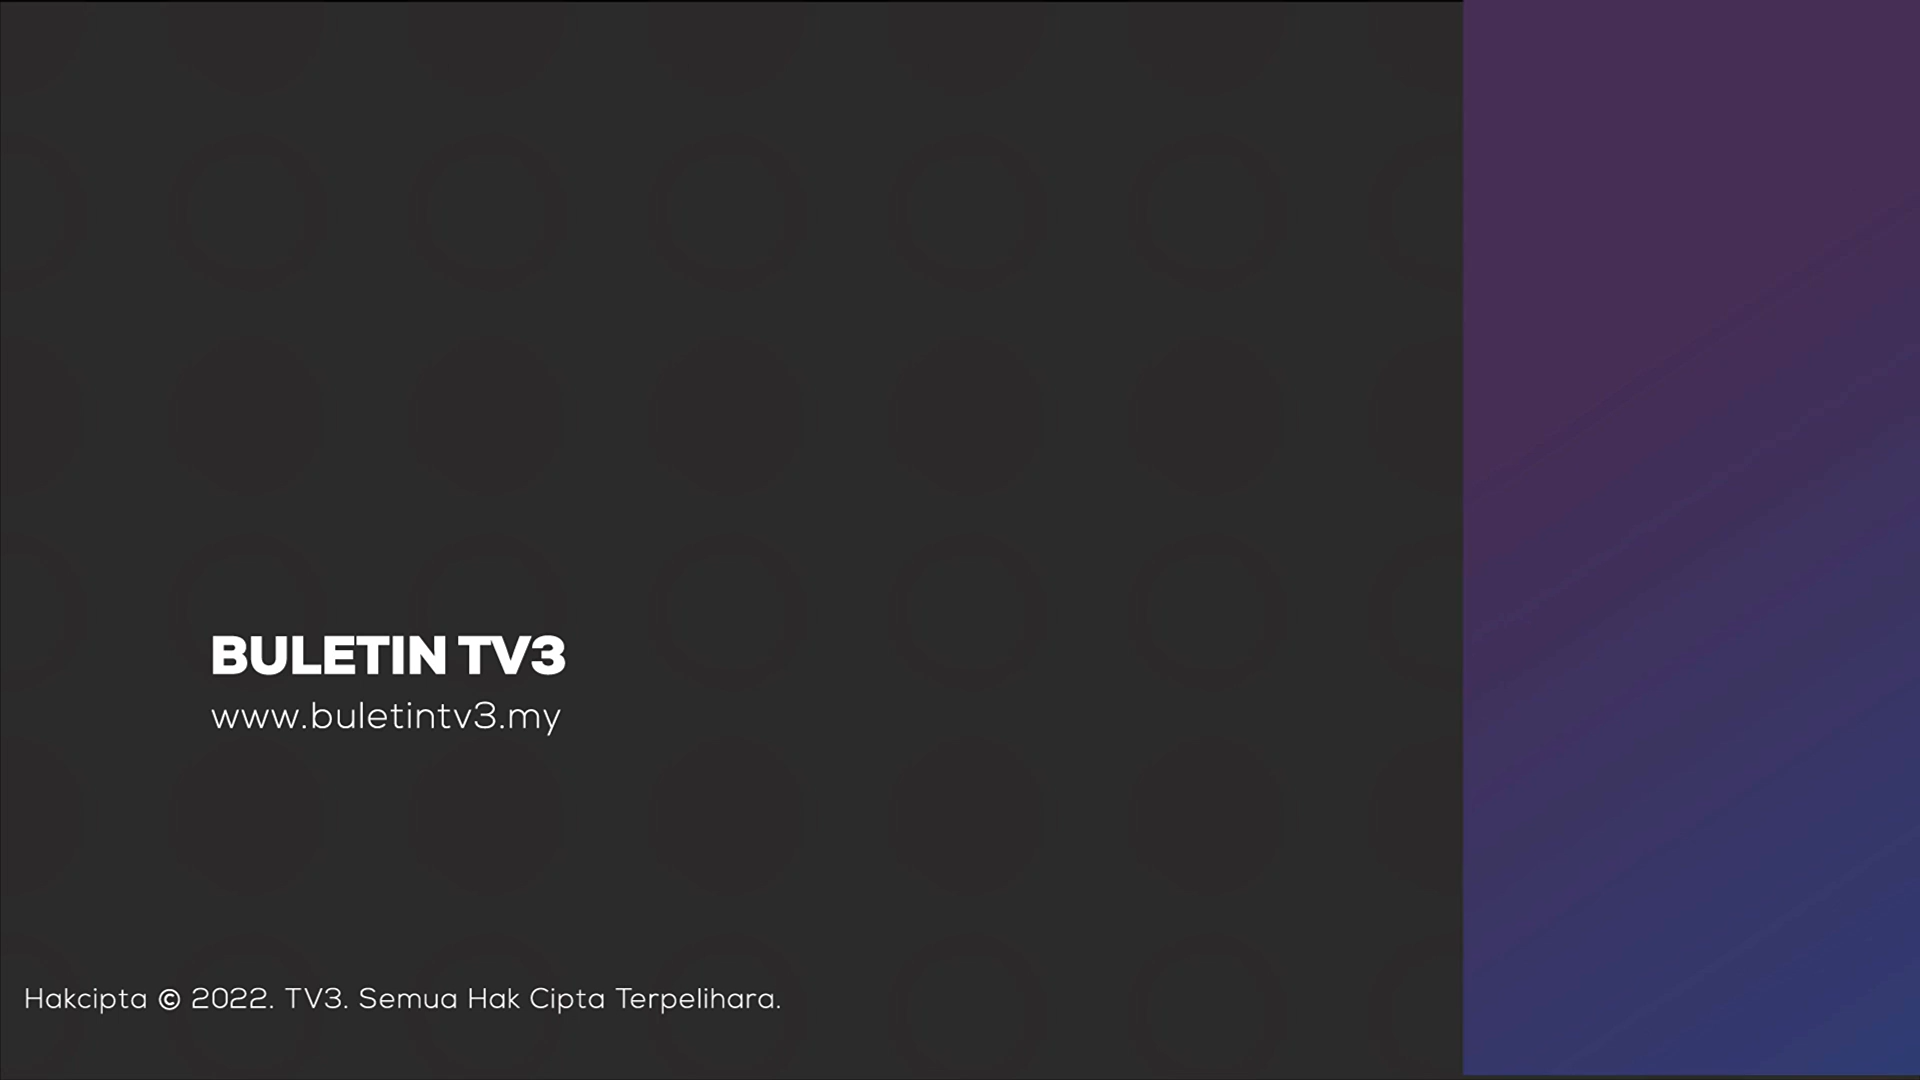 BULETIN TV3
www.buletintv3.my
Hakcipta © 2022. TV3. Semua Hak Cipta Terpelihara.